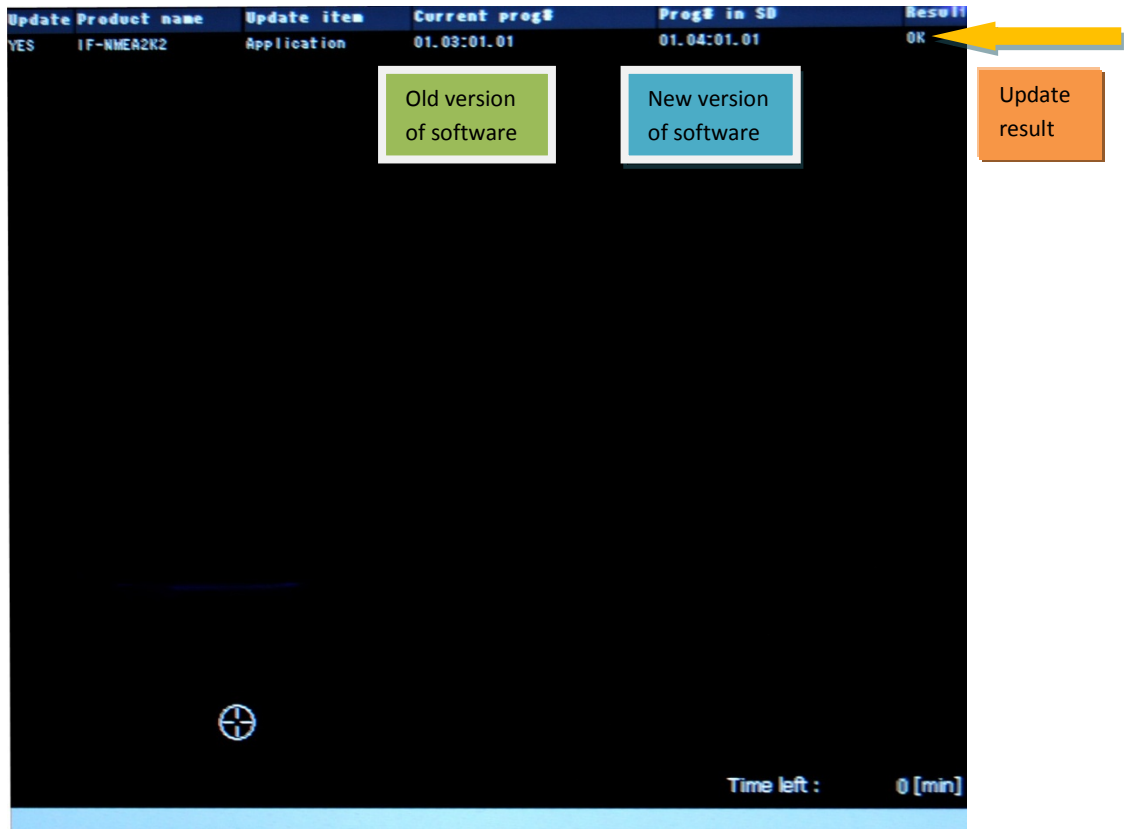 Update Product name Update item Current prog# Prog# in SD Result
YES IF-NMEA2K2 Application 01.03:01.01 01.04:01.01 OK
Old version
of software
New version
of software
Update
result
Time left : 0 [min]